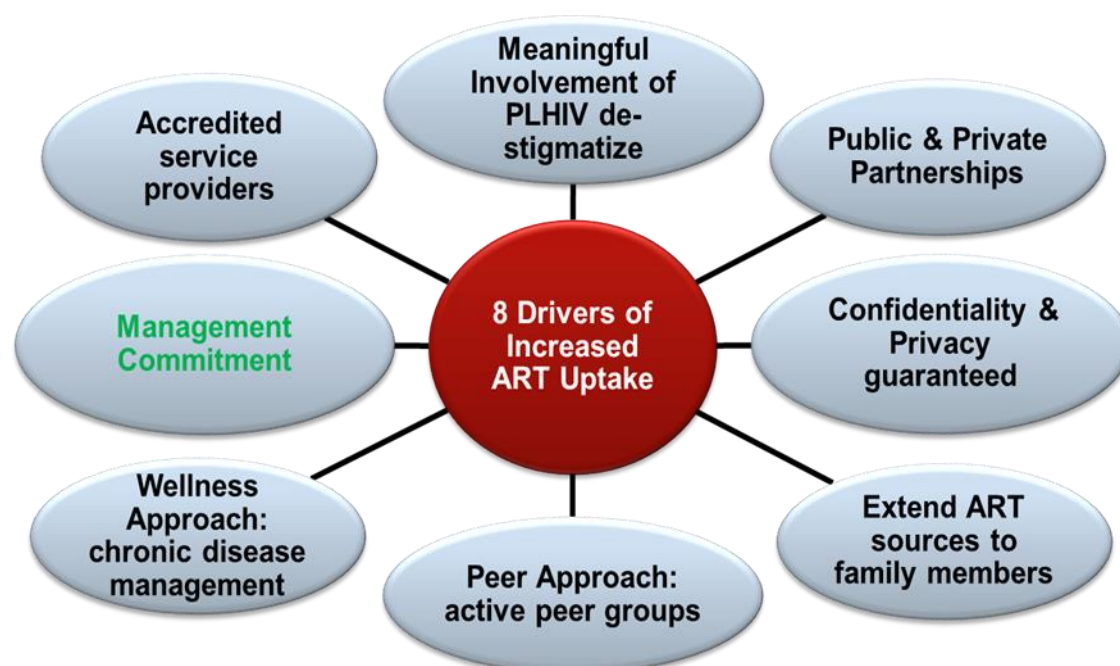 Meaningful
Involvement of
PLHIV de-
stigmatize
Accredited
service
providers
Public & Private
Partnerships
Management
Commitment
8 Drivers of
Increased
ART Uptake
Confidentiality &
Privacy
guaranteed
Wellness
Approach:
chronic disease
management
Peer Approach:
active peer groups
Extend ART
sources to
family members